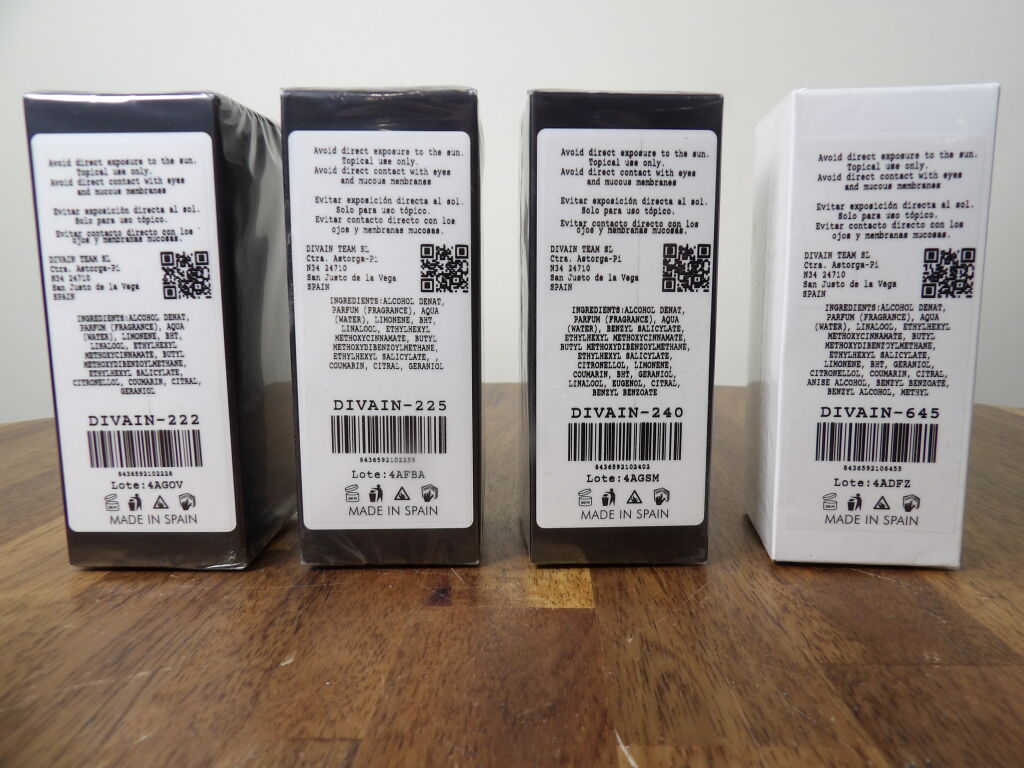 Avoid direct exposure to the sun.
Topical use only.
Avoid direct contact with eyes
and mucous membranes
Evitar exposición directa al sol.
Solo para uso tópico.
Evitar contacto directo con los
ojos y membranas mucosas.
DIVAIN TEAM SL
Ctra. Astorga-Pi
N34 24710
San Justo de la Vega
SPAIN
INGREDIENTS:ALCOHOL DENAT,
PARFUM (FRAGRANCE), AQUA
(WATER), LIMONENE, BHT,
LINALOOL, ETHYLHEXYL
METHOXYCINNAMATE, BUTYL
METHOXYDIBENZOYLMETHANE,
ETHYLHEXYL SALICYLATE,
CITRONELLOL, COUMARIN, CITRAL,
GERANIOL
DIVAIN-222
8436592102228
Lote:4AGOV
MADE IN SPAIN
Avoid direct exposure to the sun.
Topical use only.
Avoid direct contact with eyes
and mucous membranes
Evitar exposición directa al sol.
Solo para uso tópico.
Evitar contacto directo con los
ojos y membranas mucosas.
DIVAIN TEAM SL
Ctra. Astorga-Pi
N34 24710
San Justo de la Vega
SPAIN
INGREDIENTS:ALCOHOL DENAT,
PARFUM (FRAGRANCE), AQUA
(WATER), LIMONENE, BHT,
LINALOOL, ETHYLHEXYL
METHOXYCINNAMATE, BUTYL
METHOXYDIBENZOYLMETHANE,
ETHYLHEXYL SALICYLATE,
COUMARIN, CITRAL, GERANIOL
DIVAIN-225
8436592102259
Lote:4AFBA
MADE IN SPAIN
Avoid direct exposure to the sun.
Topical use only.
Avoid direct contact with eyes
and mucous membranes
Evitar exposición directa al sol.
Solo para uso tópico.
Evitar contacto directo con los
ojos y membranas mucosas.
DIVAIN TEAM SL
Ctra. Astorga-Pi
N34 24710
San Justo de la Vega
SPAIN
INGREDIENTS:ALCOHOL DENAT,
PARFUM (FRAGRANCE), AQUA
(WATER), BENZYL SALICYLATE,
ETHYLHEXYL METHOXYCINNAMATE,
BUTYL METHOXYDIBENZOYLMETHANE,
ETHYLHEXYL SALICYLATE,
CITRONELLOL, LIMONENE,
COUMARIN, BHT, GERANIOL,
LINALOOL, EUGENOL, CITRAL,
BENZYL BENZOATE
DIVAIN-240
8436592102402
Lote:4AGSM
MADE IN SPAIN
Avoid direct exposure to the sun.
Topical use only.
Avoid direct contact with eyes
and mucous membranes
Evitar exposición directa al sol.
Solo para uso tópico.
Evitar contacto directo con los
ojos y membranas mucosas.
DIVAIN TEAM SL
Ctra. Astorga-Pi
N34 24710
San Justo de la Vega
SPAIN
INGREDIENTS:ALCOHOL DENAT,
PARFUM (FRAGRANCE), AQUA
(WATER), LINALOOL, ETHYLHEXYL
METHOXYCINNAMATE, BUTYL
METHOXYDIBENZOYLMETHANE,
ETHYLHEXYL SALICYLATE,
LIMONENE, BHT, GERANIOL,
CITRONELLOL, COUMARIN, CITRAL,
ANISE ALCOHOL, BENZYL BENZOATE,
BENZYL ALCOHOL, METHYL
DIVAIN-645
8436592106455
Lote:4ADFZ
MADE IN SPAIN